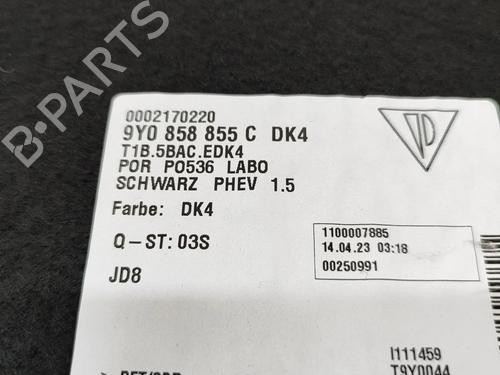 0002170220
9Y0 858 855 C DK4
T1B.5BAC.EDK4
POR PO536 LABO
SCHWARZ PHEV 1.5
Farbe: DK4
Q-ST: 03S
JD8
1100007885
14.04.23 03:18
00250991
I111459
T9Y0044
B-PARTS